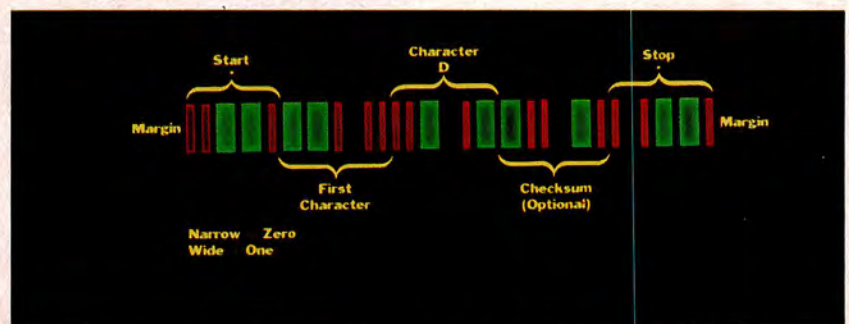 Character
D
Start
*
Stop
*
Margin
Margin
First
Character
Checksum
(Optional)
Narrow Zero
Wide One